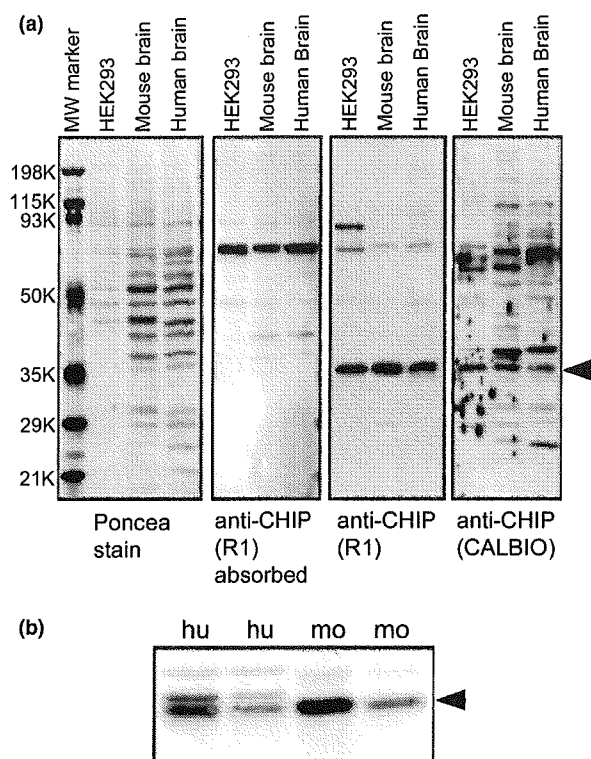 (a)
MW marker
HEK293
Mouse brain
Human brain
HEK293
Mouse brain
Human brain
HEK293
Mouse brain
Human Brain
HEK293
Mouse brain
Human Brain
198K
115K
93K
50K
35K
29K
21K
Poncea stain
anti-CHIP (R1) absorbed
anti-CHIP (R1)
anti-CHIP (CALBIO)
(b)
hu hu mo mo